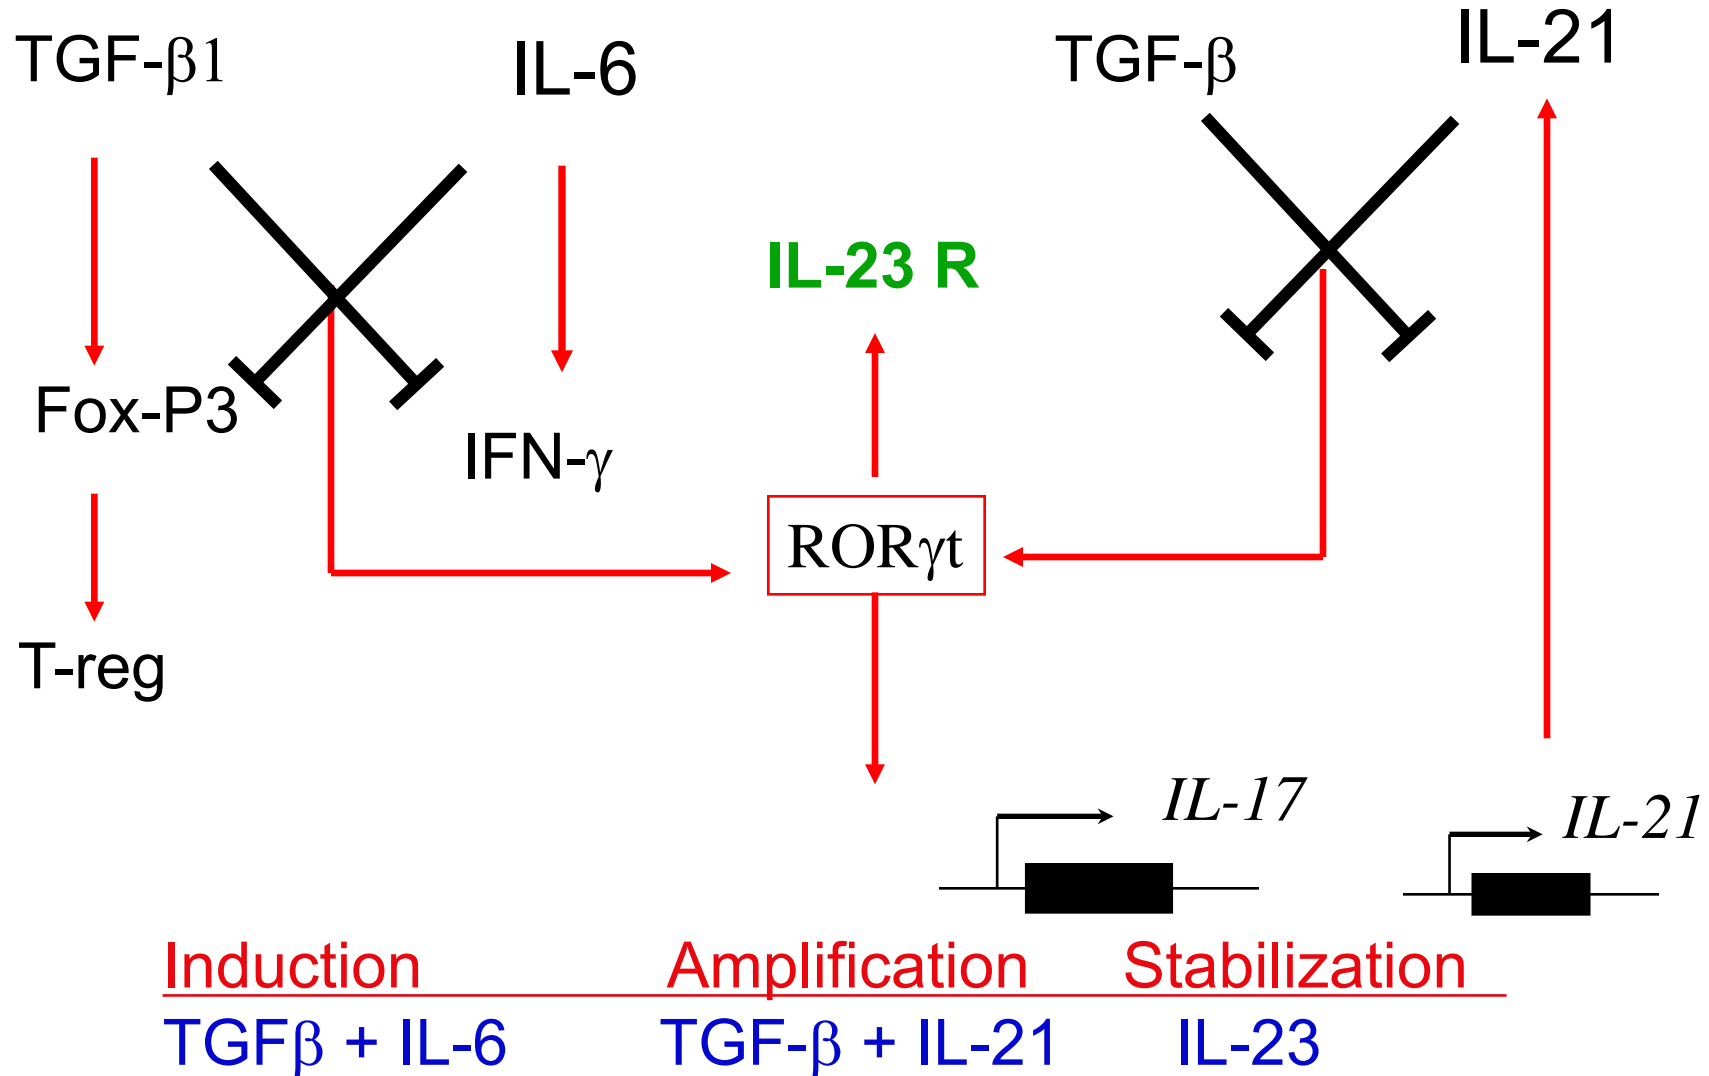 TGF-β1
IL-6
TGF-β
IL-21
IL-23 R
Fox-P3
IFN-γ
RORγt
T-reg
IL-17
IL-21
Induction
Amplification
Stabilization
TGFβ + IL-6
TGF-β + IL-21
IL-23